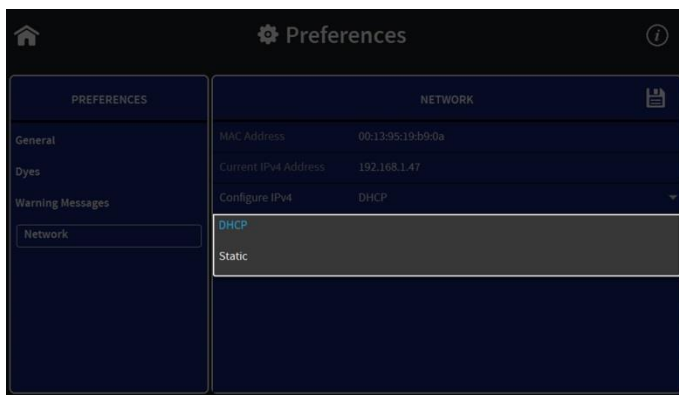 Preferences
PREFERENCES
NETWORK
General
Dyes
Warning Messages
Network
MAC Address 00:13:95:19:b9:0a
Current IPv4 Address 192.168.1.47
Configure IPv4 DHCP
DHCP
Static